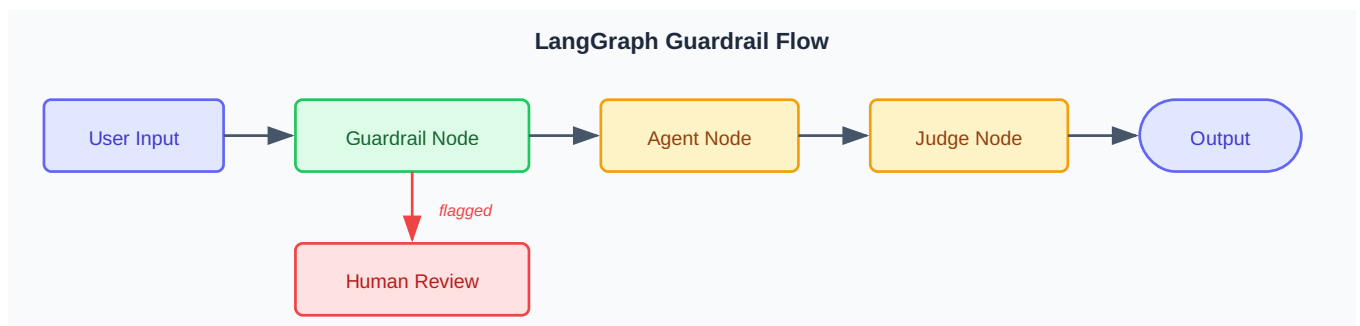 LangGraph Guardrail Flow
User Input
Guardrail Node
Agent Node
Judge Node
Output
flagged
Human Review